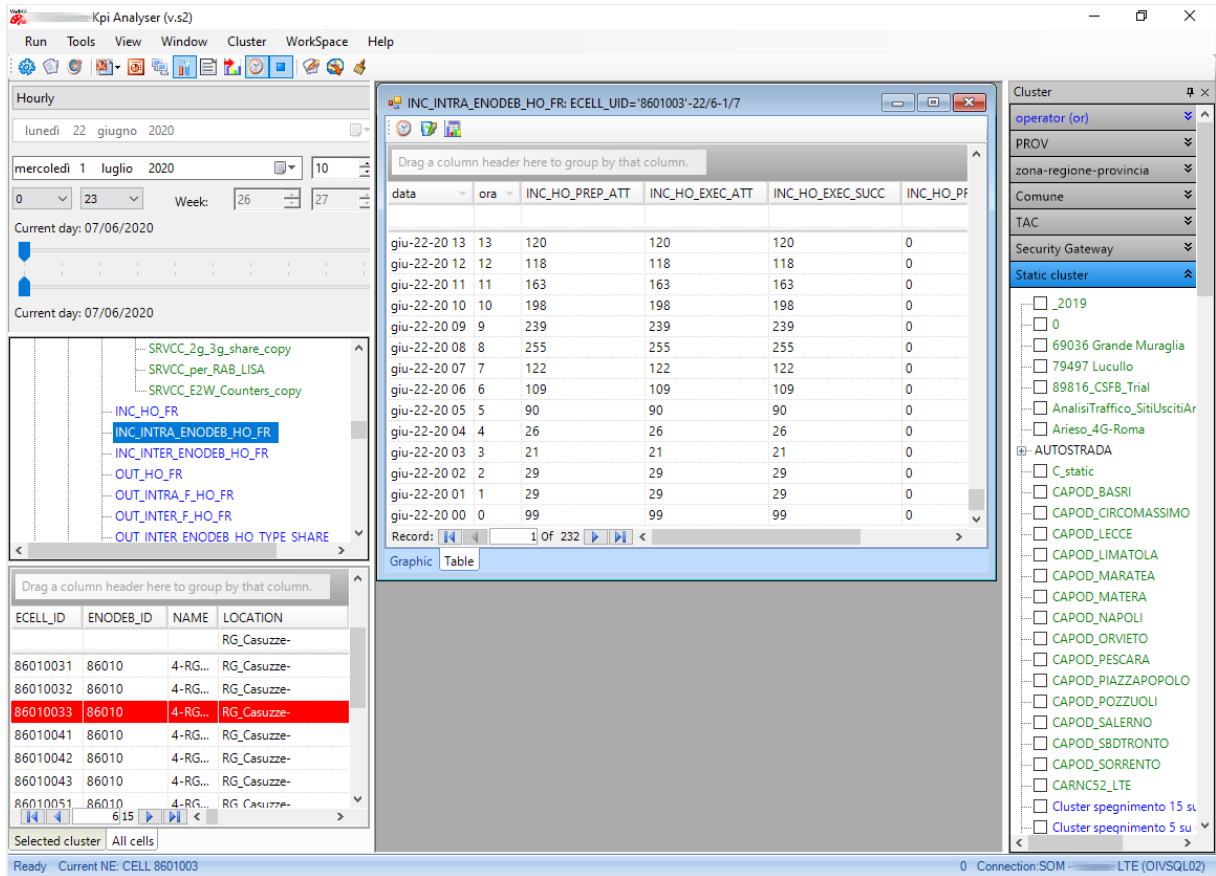 Kpi Analyser (v.s2)
Run Tools View Window Cluster WorkSpace Help
Hourly
lunedì 22 giugno 2020
mercoledì 1 luglio 2020 10
0 23 Week: 26 27
Current day: 07/06/2020
Current day: 07/06/2020
SRVCC_2g_3g_share_copy
SRVCC_per_RAB_LISA
SRVCC_E2W_Counters_copy
INC_HO_FR
INC_INTRA_ENODEB_HO_FR
INC_INTER_ENODEB_HO_FR
OUT_HO_FR
OUT_INTRA_F_HO_FR
OUT_INTER_F_HO_FR
OUT_INTER_ENODEB_HO_TYPE_SHARE
Drag a column header here to group by that column.
ECELL_ID ENODEB_ID NAME LOCATION
RG_Casuzze-
86010031 86010 4-RG... RG_Casuzze-
86010032 86010 4-RG... RG_Casuzze-
86010033 86010 4-RG... RG_Casuzze-
86010041 86010 4-RG... RG_Casuzze-
86010042 86010 4-RG... RG_Casuzze-
86010043 86010 4-RG... RG_Casuzze-
86010051 86010 4-RG... RG_Casuzze-
6 15
Selected cluster All cells
INC_INTRA_ENODEB_HO_FR: ECELL_UID='8601003'-22/6-1/7
Drag a column header here to group by that column.
data ora INC_HO_PREP_ATT INC_HO_EXEC_ATT INC_HO_EXEC_SUCC INC_HO_PF
giu-22-20 13 13 120 120 120 0
giu-22-20 12 12 118 118 118 0
giu-22-20 11 11 163 163 163 0
giu-22-20 10 10 198 198 198 0
giu-22-20 09 9 239 239 239 0
giu-22-20 08 8 255 255 255 0
giu-22-20 07 7 122 122 122 0
giu-22-20 06 6 109 109 109 0
giu-22-20 05 5 90 90 90 0
giu-22-20 04 4 26 26 26 0
giu-22-20 03 3 21 21 21 0
giu-22-20 02 2 29 29 29 0
giu-22-20 01 1 29 29 29 0
giu-22-20 00 0 99 99 99 0
Record: 1 Of 232
Graphic Table
Cluster
operator (or)
PROV
zona-regione-provincia
Comune
TAC
Security Gateway
Static cluster
_2019
0
69036 Grande Muraglia
79497 Lucullo
89816_CSFB_Trial
AnalisiTraffico_SitiUscitiAr
Arieso_4G-Roma
AUTOSTRADA
C_static
CAPOD_BASRI
CAPOD_CIRCOMASSIMO
CAPOD_LECCE
CAPOD_LIMATOLA
CAPOD_MARATEA
CAPOD_MATERA
CAPOD_NAPOLI
CAPOD_ORVIETO
CAPOD_PESCARA
CAPOD_PIAZZAPOPOLO
CAPOD_POZZUOLI
CAPOD_SALERNO
CAPOD_SBDTRONTO
CAPOD_SORRENTO
CARNC52_LTE
Cluster spegnimento 15 su
Cluster spegnimento 5 su
Ready Current NE: CELL 8601003
0 Connection:SOM - LTE (OIVSQL02)